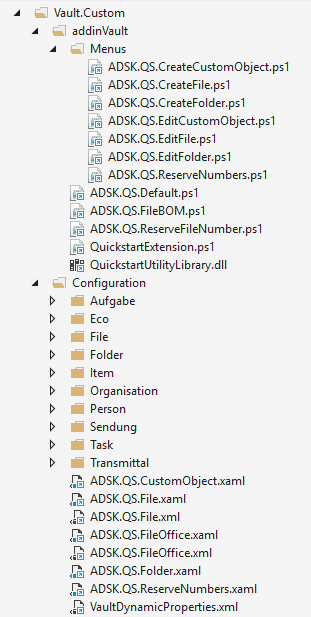 Vault.Custom
addinVault
Menus
ADSK.QS.CreateCustomObject.ps1
ADSK.QS.CreateFile.ps1
ADSK.QS.CreateFolder.ps1
ADSK.QS.EditCustomObject.ps1
ADSK.QS.EditFile.ps1
ADSK.QS.EditFolder.ps1
ADSK.QS.ReserveNumbers.ps1
ADSK.QS.Default.ps1
ADSK.QS.FileBOM.ps1
ADSK.QS.ReserveFileNumber.ps1
QuickstartExtension.ps1
QuickstartUtilityLibrary.dll
Configuration
Aufgabe
Eco
File
Folder
Item
Organisation
Person
Sendung
Task
Transmittal
ADSK.QS.CustomObject.xaml
ADSK.QS.File.xaml
ADSK.QS.File.xml
ADSK.QS.FileOffice.xaml
ADSK.QS.FileOffice.xml
ADSK.QS.Folder.xaml
ADSK.QS.ReserveNumbers.xaml
VaultDynamicProperties.xml